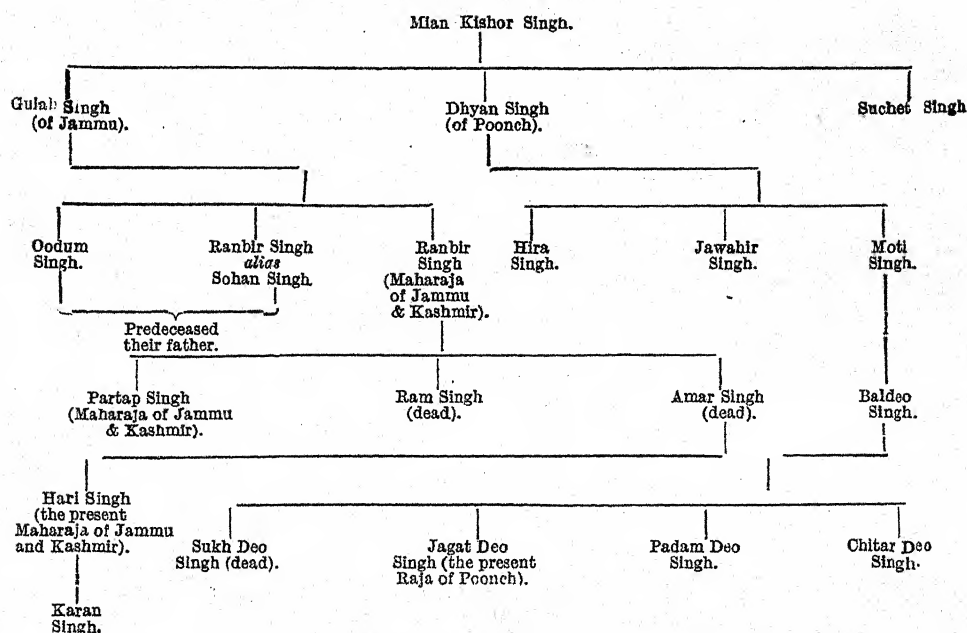 Mian Kishor Singh.
Gulab Singh
(of Jammu).
Dhyan Singh
(of Poonch).
Suchet Singh
Oodum
Singh.
Ranbir Singh
alias
Sohan Singh.
Ranbir
Singh
(Maharaja
of Jammu
& Kashmir).
Hira
Singh.
Jawahir
Singh.
Moti
Singh.
Predeceased
their father.
Partap Singh
(Maharaja of Jammu
& Kashmir).
Ram Singh
(dead).
Amar Singh
(dead).
Baldeo
Singh.
Hari Singh
(the present
Maharaja of Jammu
and Kashmir).
Sukh Deo
Singh (dead).
Jagat Deo
Singh (the present
Raja of Poonch).
Padam Deo
Singh.
Chitar Deo
Singh.
Karan
Singh.